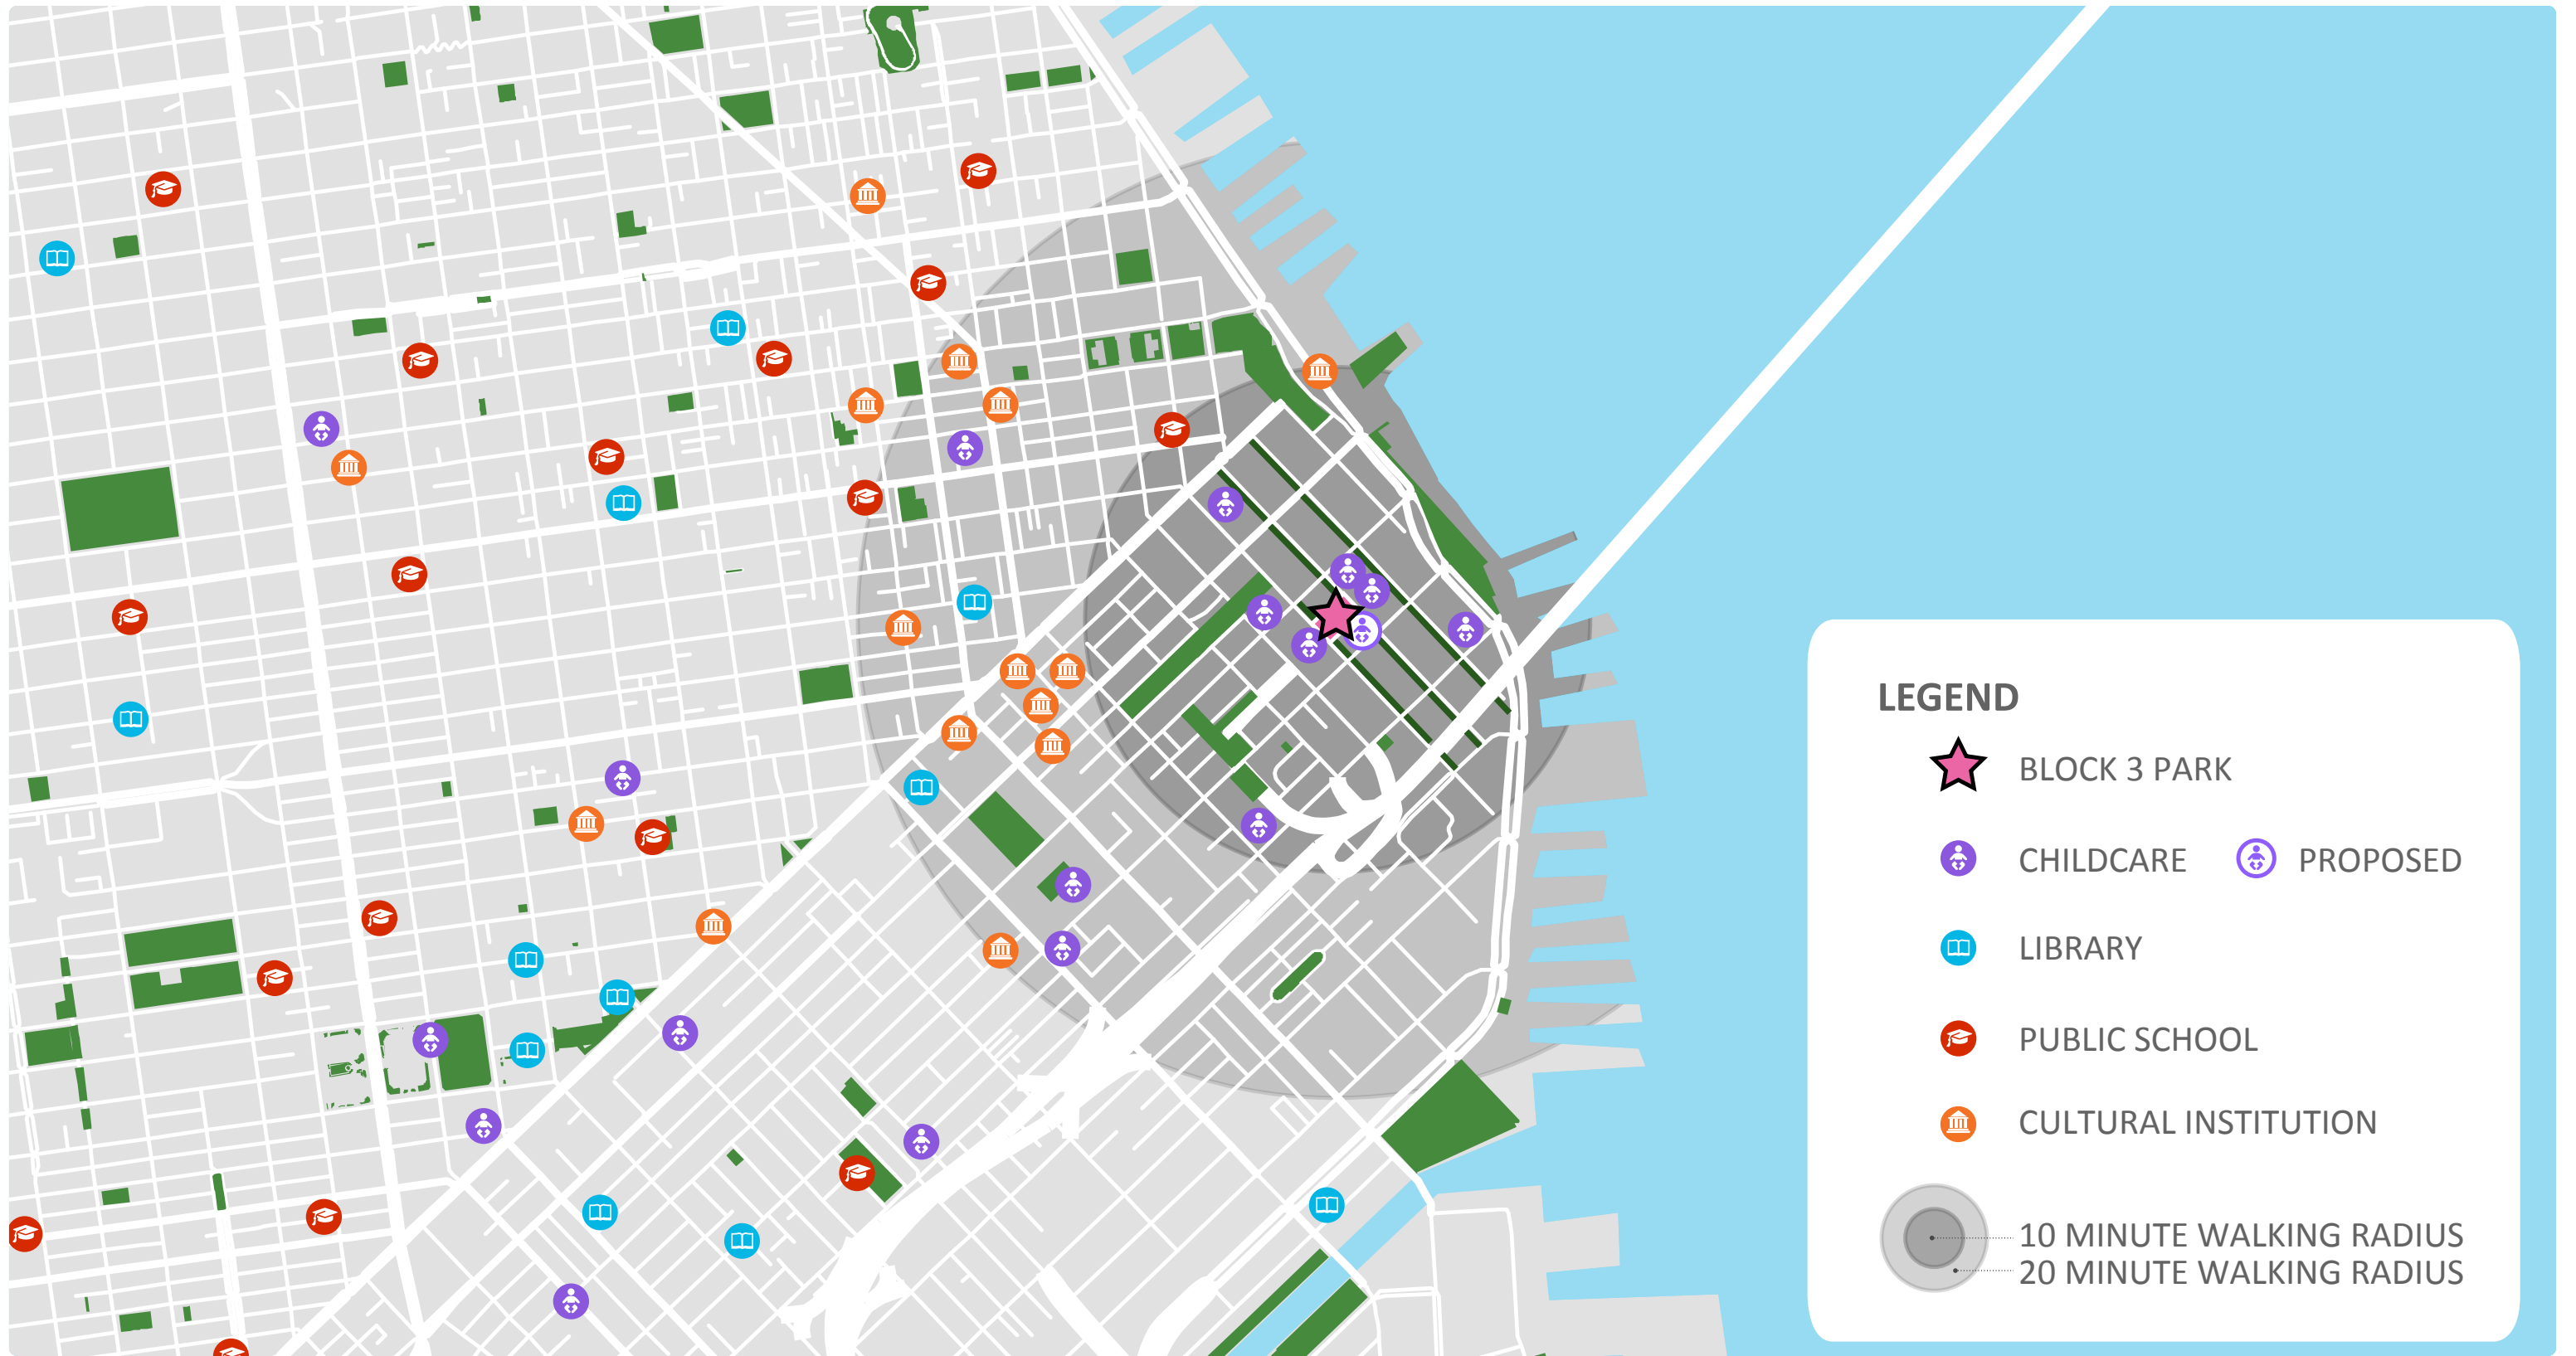 LEGEND
BLOCK 3 PARK
CHILDCARE PROPOSED
LIBRARY
PUBLIC SCHOOL
CULTURAL INSTITUTION
10 MINUTE WALKING RADIUS
20 MINUTE WALKING RADIUS